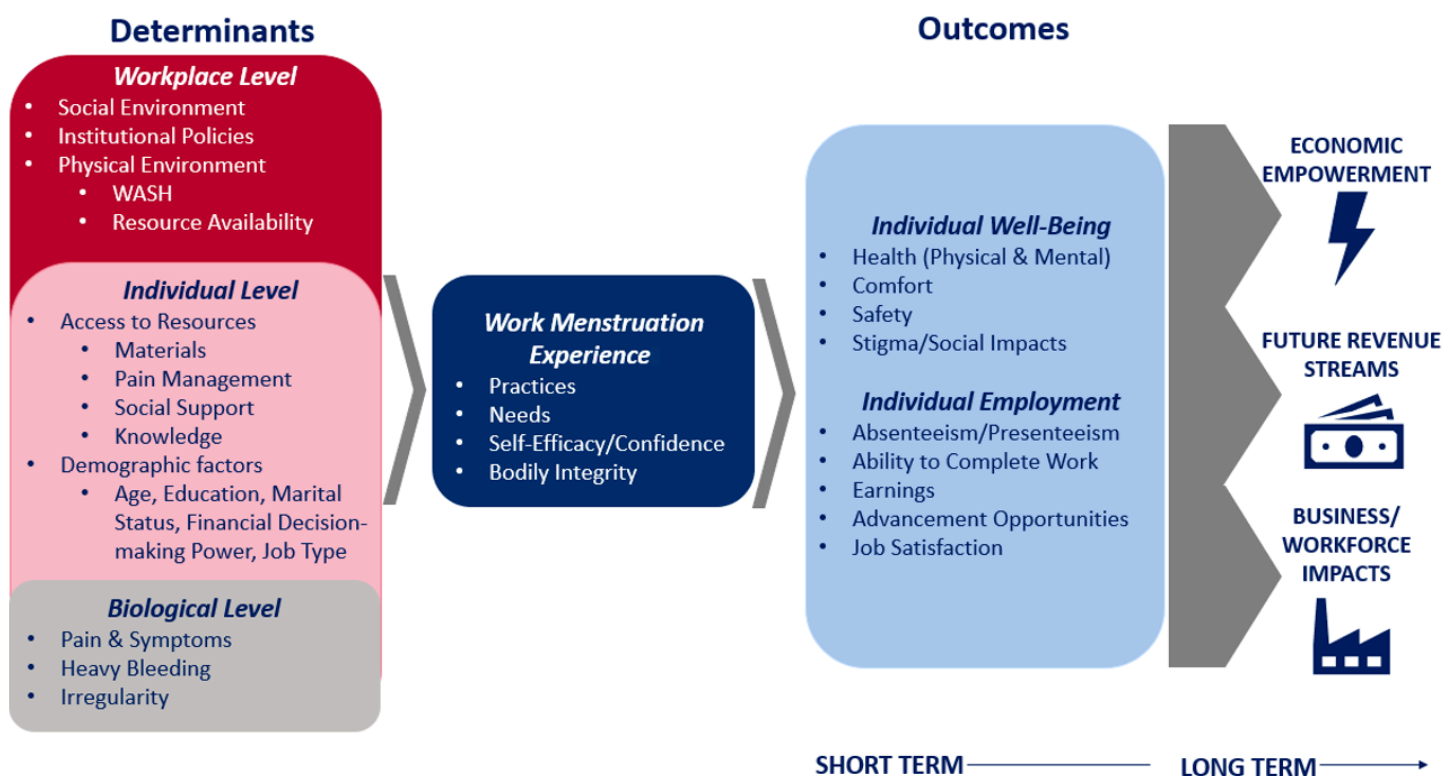 Determinants
Workplace Level
• Social Environment
• Institutional Policies
• Physical Environment
• WASH
• Resource Availability
Individual Level
• Access to Resources
• Materials
• Pain Management
• Social Support
• Knowledge
• Demographic factors
• Age, Education, Marital
Status, Financial Decision-
making Power, Job Type
Biological Level
• Pain & Symptoms
• Heavy Bleeding
• Irregularity
Work Menstruation
Experience
• Practices
• Needs
• Self-Efficacy/Confidence
• Bodily Integrity
Outcomes
Individual Well-Being
• Health (Physical & Mental)
• Comfort
• Safety
• Stigma/Social Impacts
Individual Employment
• Absenteeism/Presenteeism
• Ability to Complete Work
• Earnings
• Advancement Opportunities
• Job Satisfaction
ECONOMIC
EMPOWERMENT
FUTURE REVENUE
STREAMS
BUSINESS/
WORKFORCE
IMPACTS
SHORT TERM
LONG TERM